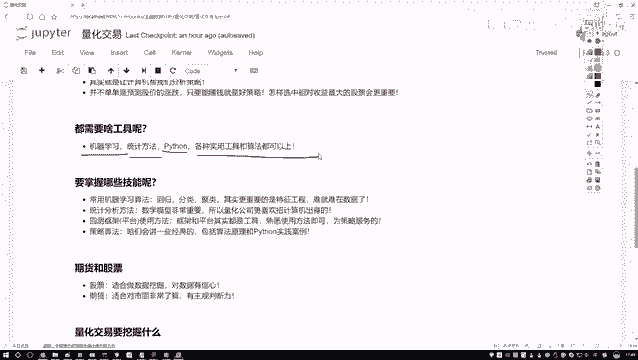 jupyter 量化交易 Last Checkpoint: an hour ago (autosaved)
File Edit View Insert Cell Kernel Widgets Help Trusted
Code
并不单单是预测股价的涨跌，只要能赚钱就是好策略！怎样选中相对收益最大的股票会更重要！
都需要啥工具呢？
机器学习，统计方法，Python，各种实用工具和算法都可以上！
要掌握哪些技能呢？
常用机器学习算法：回归，分类，聚类。其实更重要的是特征工程，难就难在数据了！
统计分析方法：数学模型非常重要，所以量化公司更喜欢招计算机出身的！
回测框架(平台)使用方法：框架和平台其实都是工具，熟悉使用方法即可，为策略服务的！
策略算法：咱们会讲一些经典的，包括算法原理和Python实践案例！
期货和股票
股票：适合做数据挖掘，对数据有信心！
期货：适合对市面非常了解，有主观判断力！
量化交易要挖掘什么